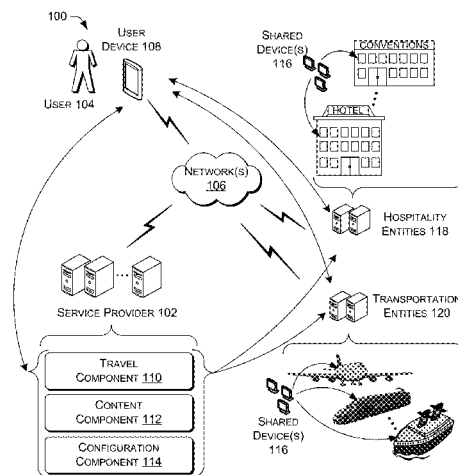 100
USER
DEVICE 108
USER 104
SHARED
DEVICE(S)
116
CONVENTIONS
HOTEL
NETWORK(S)
106
HOSPITALITY
ENTITIES 118
SERVICE PROVIDER 102
TRANSPORTATION
ENTITIES 120
TRAVEL
COMPONENT 110
CONTENT
COMPONENT 112
CONFIGURATION
COMPONENT 114
SHARED
DEVICE(S)
116